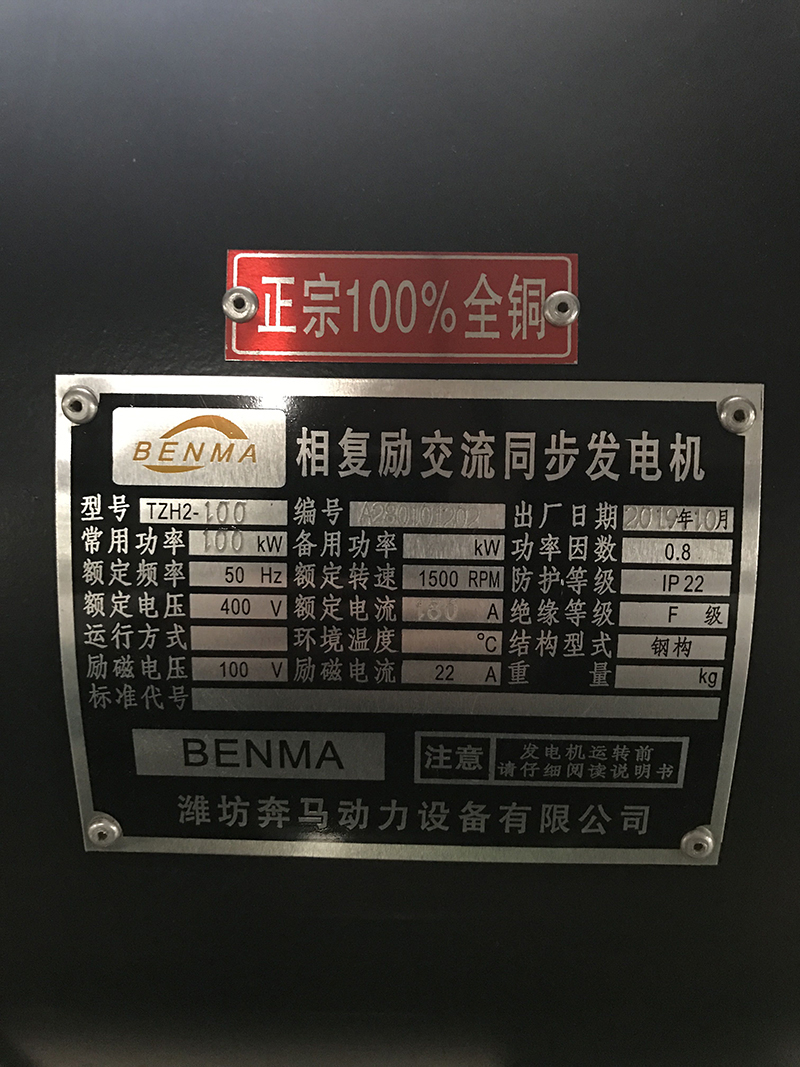 正宗100%全铜
BENMA 相复励交流同步发电机
型号 TZH2-100 编号 A280101202 出厂日期 2019年10月
常用功率 100 kW 备用功率 kW 功率因数 0.8
额定频率 50 Hz 额定转速 1500 RPM 防护等级 IP22
额定电压 400 V 额定电流 180 A 绝缘等级 F 级
运行方式 环境温度 ℃ 结构型式 钢构
励磁电压 100 V 励磁电流 22 A 重 量 kg
标准代号
BENMA 注意 发电机运转前
请仔细阅读说明书
潍坊奔马动力设备有限公司